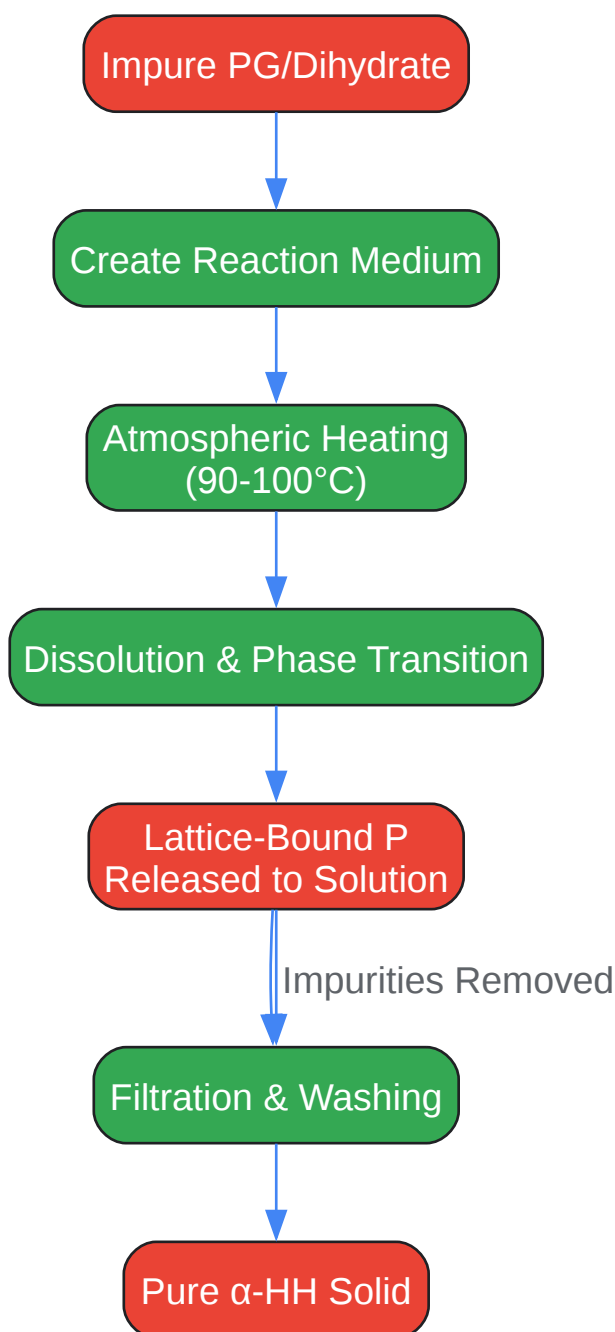 Impure PG/Dihydrate
Create Reaction Medium
Atmospheric Heating
(90-100°C)
Dissolution & Phase Transition
Lattice-Bound P
Released to Solution
Impurities Removed
Filtration & Washing
Pure α-HH Solid